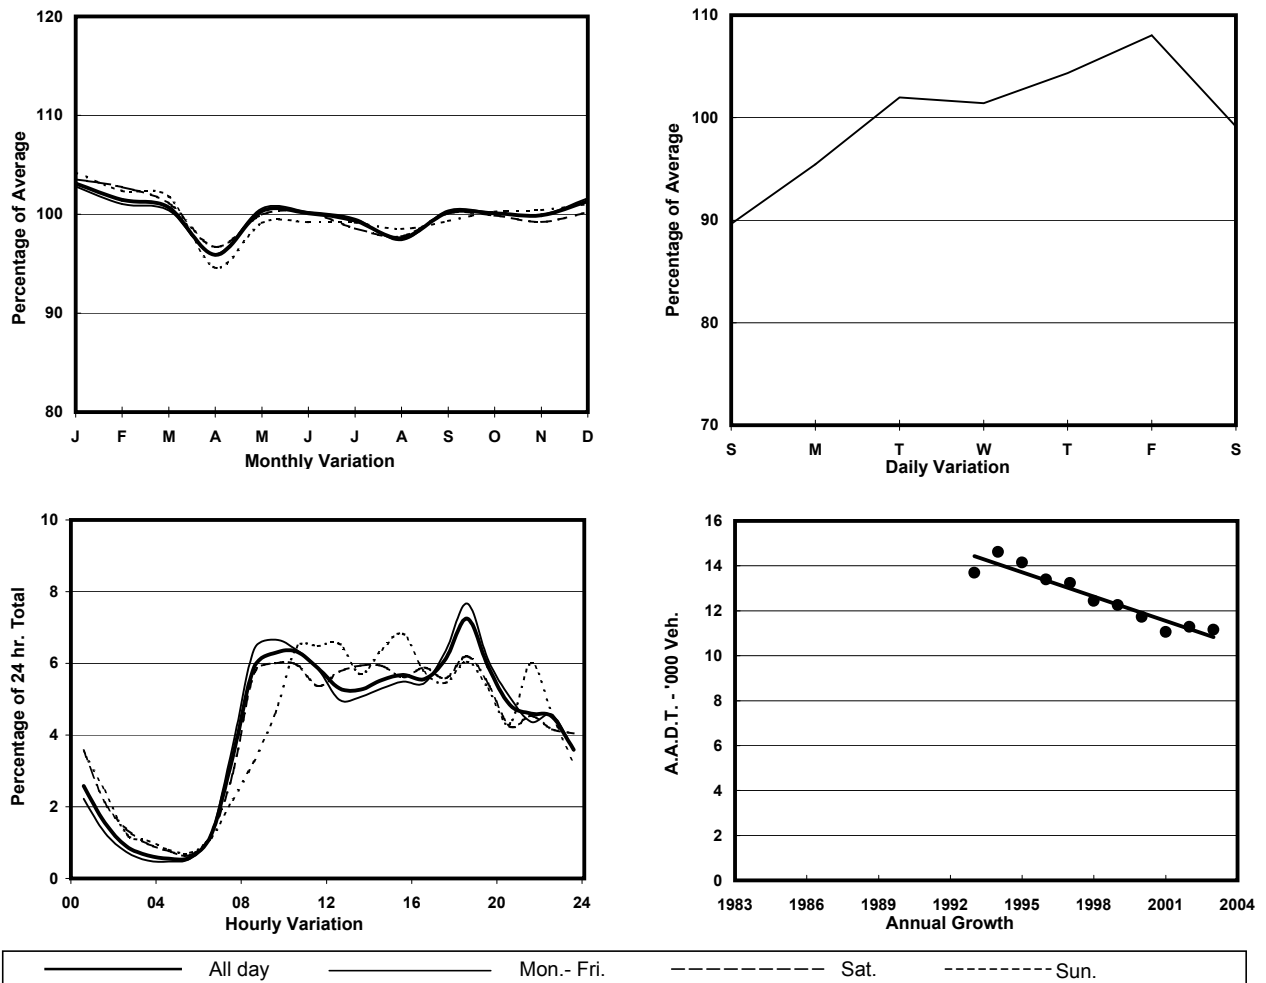 120
110
100
90
80
Percentage of Average
J F M A M J J A S O N D
Monthly Variation
110
100
90
80
70
Percentage of Average
S M T W T F S
Daily Variation
10
8
6
4
2
0
Percentage of 24 hr. Total
00 04 08 12 16 20 24
Hourly Variation
16
14
12
10
8
6
4
2
0
A.A.D.T. - '000 Veh.
1983 1986 1989 1992 1995 1998 2001 2004
Annual Growth
All day Mon.- Fri. Sat. Sun.